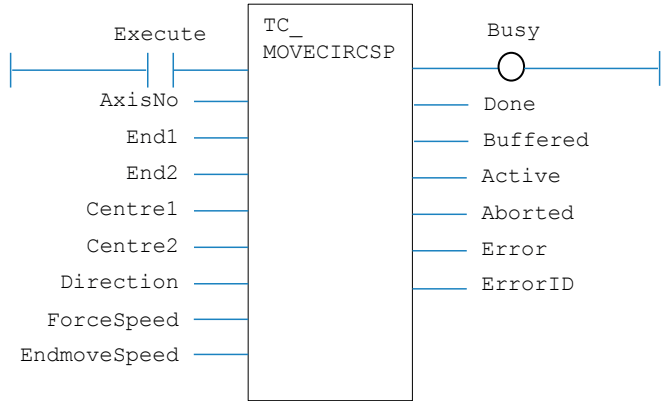 Execute
TC_
MOVECIRCSP
Busy
AxisNo
Done
End1
Buffered
End2
Active
Centre1
Aborted
Centre2
Error
Direction
ErrorID
ForceSpeed
EndmoveSpeed